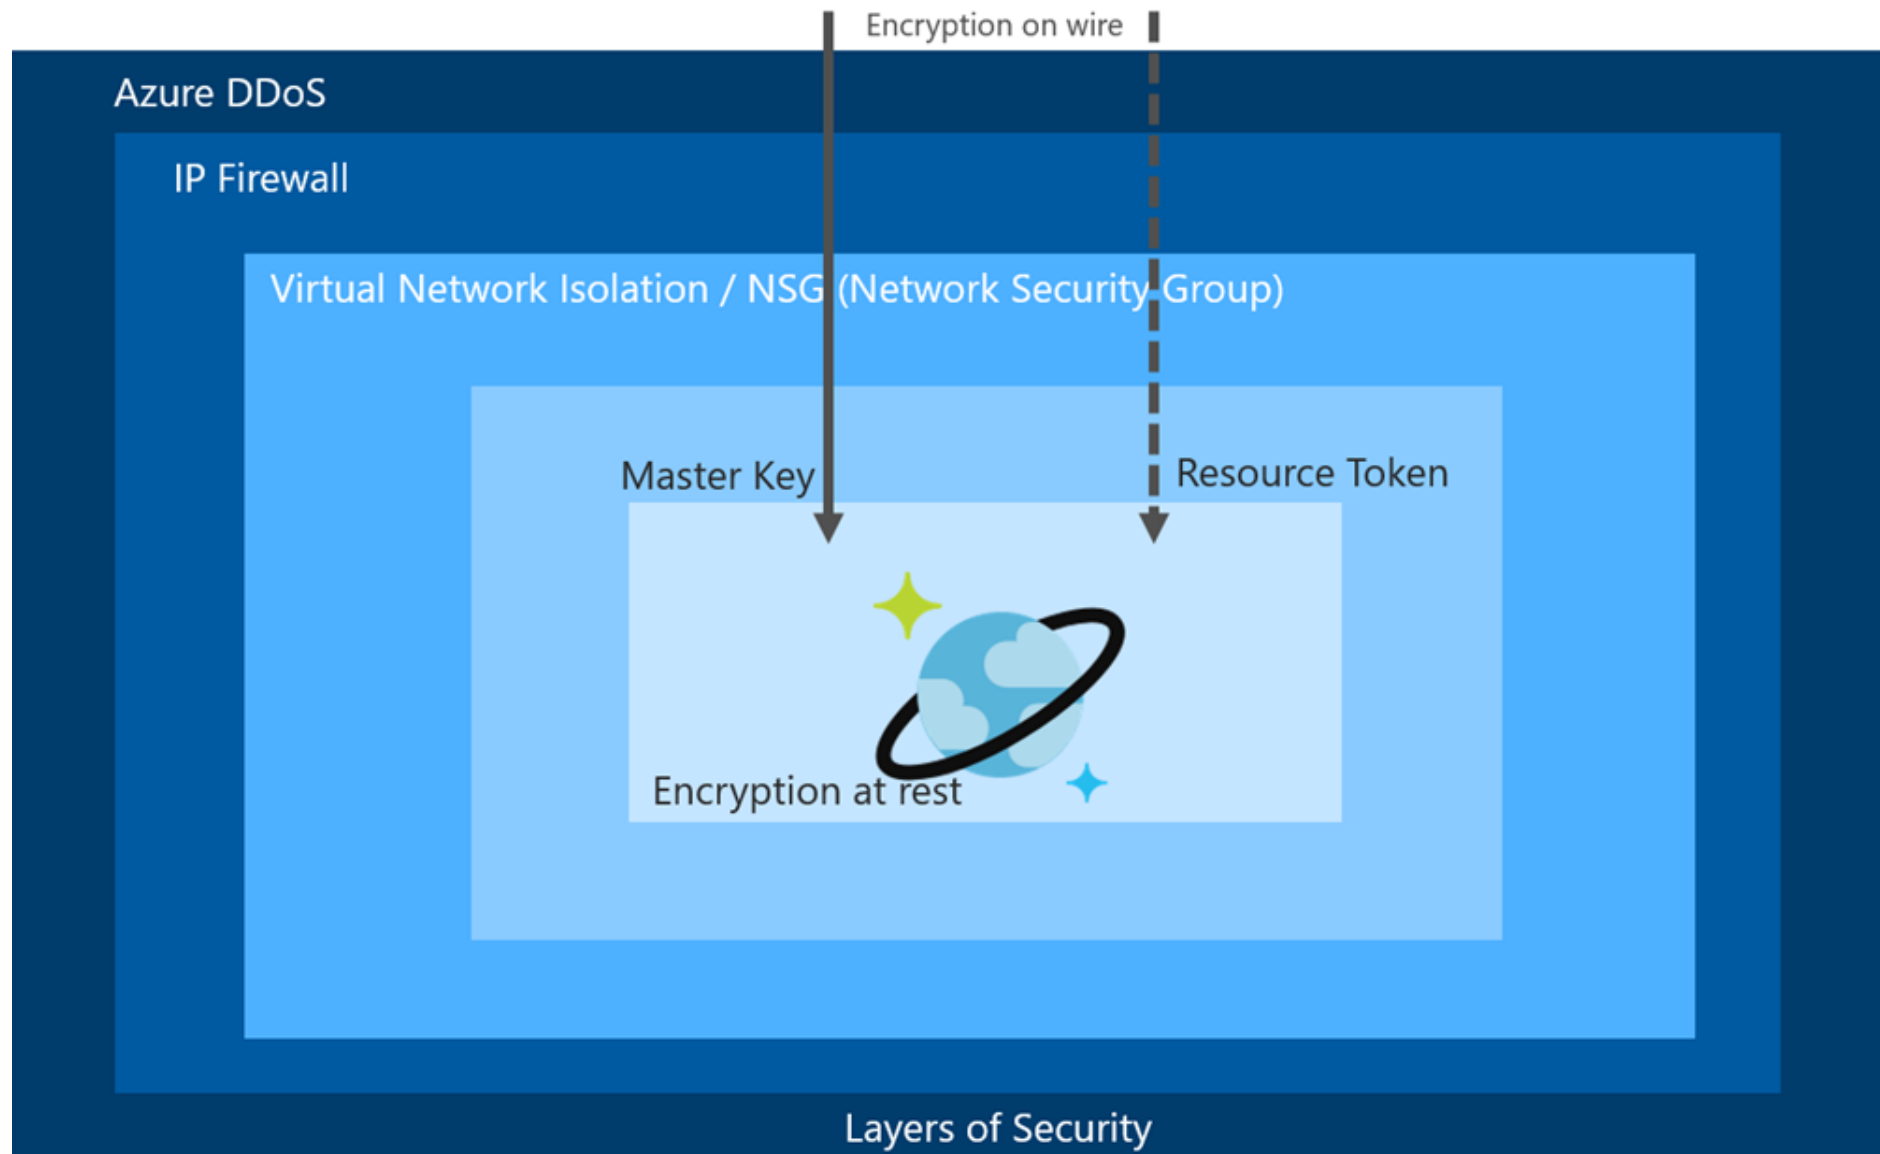 Encryption on wire
Azure DDoS
IP Firewall
Virtual Network Isolation / NSG (Network Security Group)
Master Key
Resource Token
Encryption at rest
Layers of Security